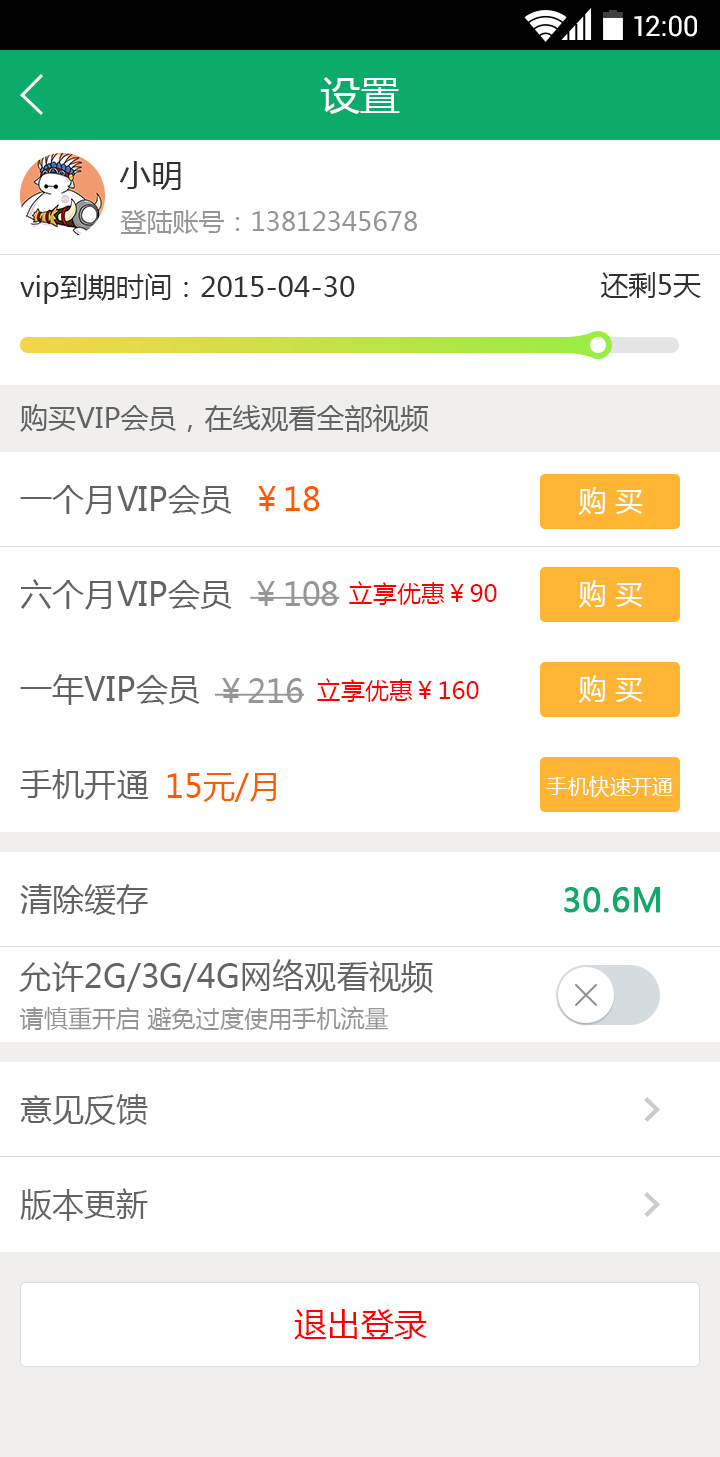 12:00
设置
小明
登陆账号：13812345678
vip到期时间：2015-04-30 还剩5天
购买VIP会员，在线观看全部视频
一个月VIP会员 ￥18 购 买
六个月VIP会员 ￥108 立享优惠￥90 购 买
一年VIP会员 ￥216 立享优惠￥160 购 买
手机开通 15元/月 手机快速开通
清除缓存 30.6M
允许2G/3G/4G网络观看视频
请慎重开启 避免过度使用手机流量
意见反馈
版本更新
退出登录